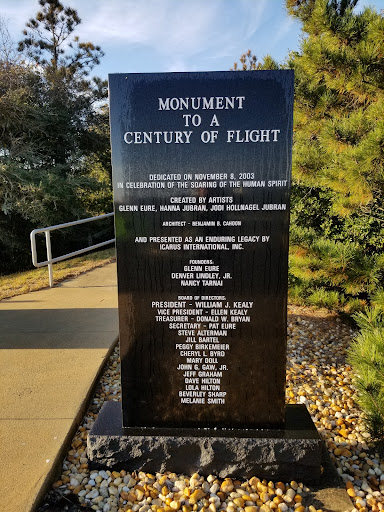 MONUMENT
TO A
CENTURY OF FLIGHT
DEDICATED ON NOVEMBER 8, 2003
IN CELEBRATION OF THE SOARING OF THE HUMAN SPIRIT
CREATED BY ARTISTS
GLENN EURE, HANNA JUBRAN, JODI HOLLNAGEL JUBRAN
ARCHITECT - BENJAMIN B. CAHOON
AND PRESENTED AS AN ENDURING LEGACY BY
ICARUS INTERNATIONAL, INC.
FOUNDERS:
GLENN EURE
DENVER LINDLEY, JR.
NANCY TARNAI
BOARD OF DIRECTORS:
PRESIDENT - WILLIAM J. KEALY
VICE PRESIDENT - ELLEN KEALY
TREASURER - DONALD W. BRYAN
SECRETARY - PAT EURE
STEVE ALTERMAN
JILL BARTEL
PEGGY BIRKEMEIER
CHERYL L. BYRD
MARY DOLL
JOHN G. GAW, JR.
JEFF GRAHAM
DAVE HILTON
LOLA HILTON
BEVERLEY SHARP
MELANIE SMITH